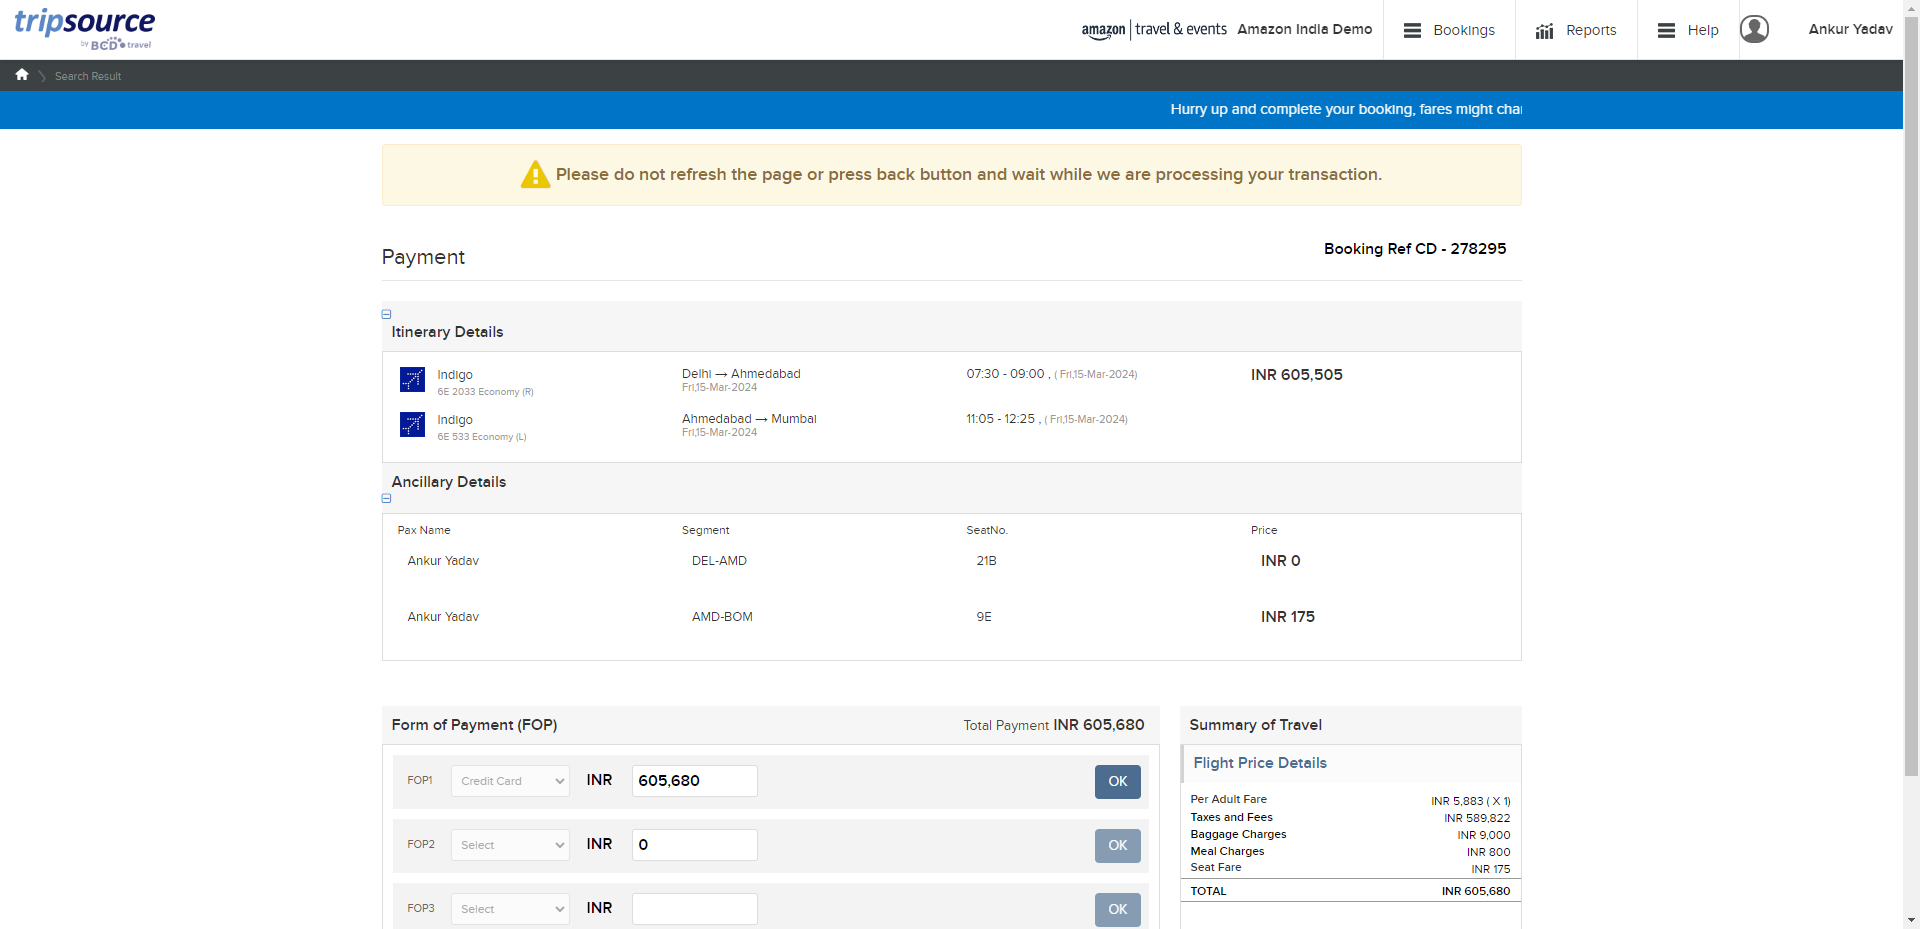 tripsource
by BCD travel
amazon travel & events Amazon India Demo
Bookings
Reports
Help
Ankur Yadav
Search Result
Hurry up and complete your booking, fares might chan
Please do not refresh the page or press back button and wait while we are processing your transaction.
Payment
Booking Ref CD - 278295
Itinerary Details
Indigo Delhi → Ahmedabad 07:30 - 09:00 , ( Fri,15-Mar-2024) INR 605,505
6E 2033 Economy (R) Fri,15-Mar-2024
Indigo Ahmedabad → Mumbai 11:05 - 12:25 , ( Fri,15-Mar-2024)
6E 533 Economy (L) Fri,15-Mar-2024
Ancillary Details
Pax Name Segment SeatNo. Price
Ankur Yadav DEL-AMD 21B INR 0
Ankur Yadav AMD-BOM 9E INR 175
Form of Payment (FOP) Total Payment INR 605,680
FOP1 Credit Card INR 605,680 OK
FOP2 Select INR 0 OK
FOP3 Select INR OK
Summary of Travel
Flight Price Details
Per Adult Fare INR 5,883 ( X 1)
Taxes and Fees INR 589,822
Baggage Charges INR 9,000
Meal Charges INR 800
Seat Fare INR 175
TOTAL INR 605,680